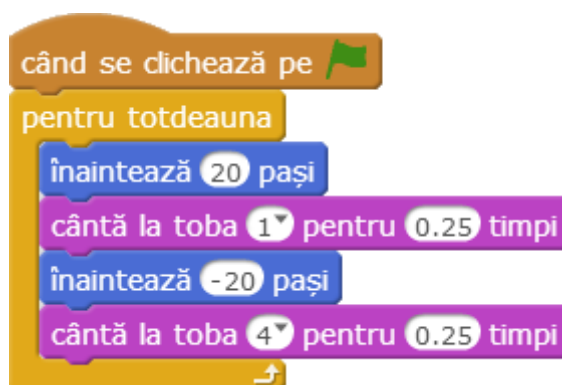 când se clichează pe
pentru totdeauna
înaintează 20 pași
cântă la toba 1 pentru 0.25 timpi
înaintează -20 pași
cântă la toba 4 pentru 0.25 timpi